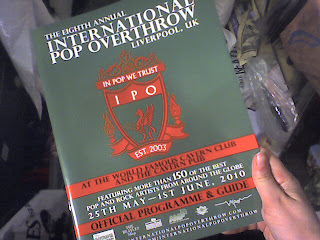 THE EIGHTH ANNUAL
INTERNATIONAL
POP OVERTHROW
LIVERPOOL, UK
IN POP WE TRUST
I P O
EST. 2003
AT THE WORLD FAMOUS CAVERN CLUB
AND THE CAVERN PUB
FEATURING MORE THAN 150 OF THE BEST
POP AND ROCK ARTISTS FROM AROUND THE GLOBE
25TH MAY - 1ST JUNE, 2010
OFFICIAL PROGRAMME & GUIDE
INTERNATIONALPOPOVERTHROW.COM